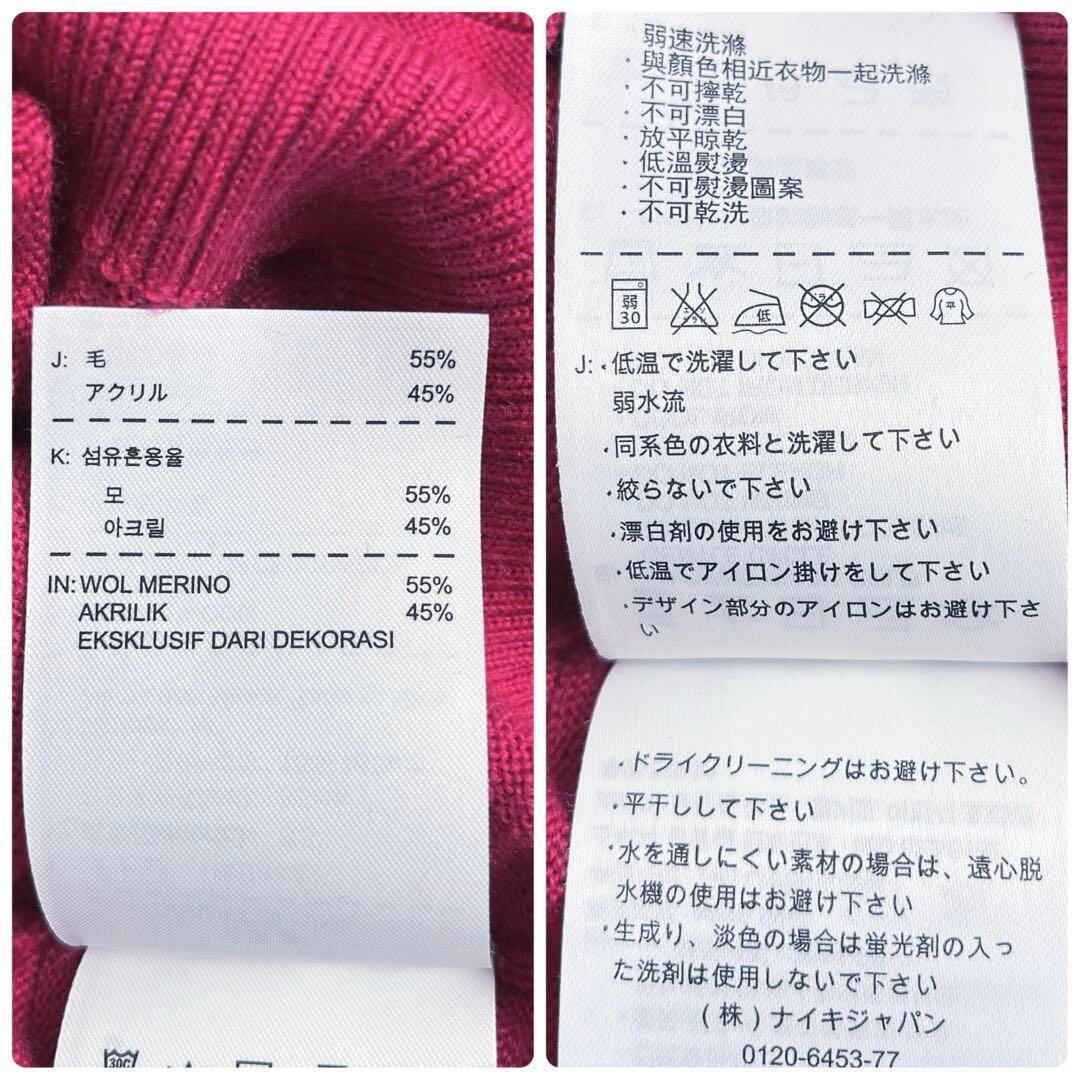 J: 毛 55%
アクリル 45%
K: 섬유혼용율
모 55%
아크릴 45%
IN: WOL MERINO 55%
AKRILIK 45%
EKSKLUSIF DARI DEKORASI
30C
弱速洗滌
·與顏色相近衣物一起洗滌
·不可擰乾
·不可漂白
·放平晾乾
·低溫熨燙
·不可熨燙圖案
·不可乾洗
弱
30
エンソ
サラシ
低
ドライ
平
J:·低温で洗濯して下さい
弱水流
·同系色の衣料と洗濯して下さい
·絞らないで下さい
·漂白剤の使用をお避け下さい
·低温でアイロン掛けをして下さい
·デザイン部分のアイロンはお避け下さ
い
·ドライクリーニングはお避け下さい。
·平干しして下さい
·水を通しにくい素材の場合は、遠心脱
水機の使用はお避け下さい
·生成り、淡色の場合は蛍光剤の入っ
た洗剤は使用しないで下さい
(株)ナイキジャパン
0120-6453-77